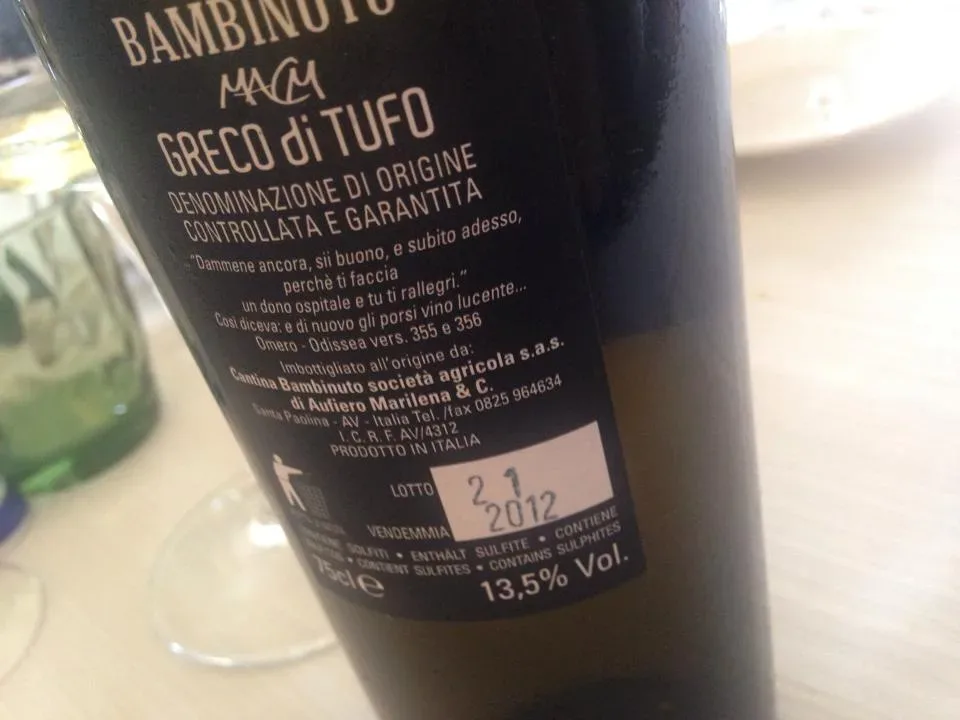 BAMBINUTO
MACM
GRECO di TUFO
DENOMINAZIONE DI ORIGINE
CONTROLLATA E GARANTITA
"Dammene ancora, sii buono, e subito adesso,
perchè ti faccia
un dono ospitale e tu ti rallegri."
Così diceva: e di nuovo gli porsi vino lucente...
Omero - Odissea vers. 355 e 356
Imbottigliato all'origine da:
Cantina Bambinuto società agricola s.a.s.
di Aufiero Marilena & C.
Santa Paolina - AV - Italia Tel. /fax 0825 964634
I. C. R. F. AV/4312
PRODOTTO IN ITALIA
LOTTO 21
VENDEMMIA 2012
SOLFITI • ENTHÄLT SULFITE • CONTIENE
• CONTIENT SULFITES • CONTAINS SULPHITES
75cl e 13,5% Vol.